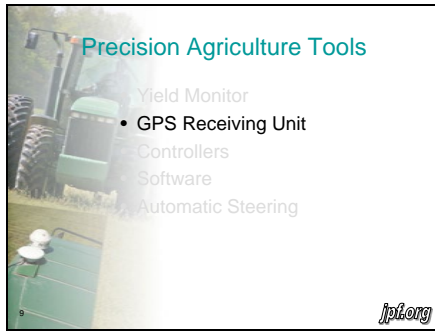 Precision Agriculture Tools
Yield Monitor
• GPS Receiving Unit
Controllers
Software
Automatic Steering
9
jpf.org